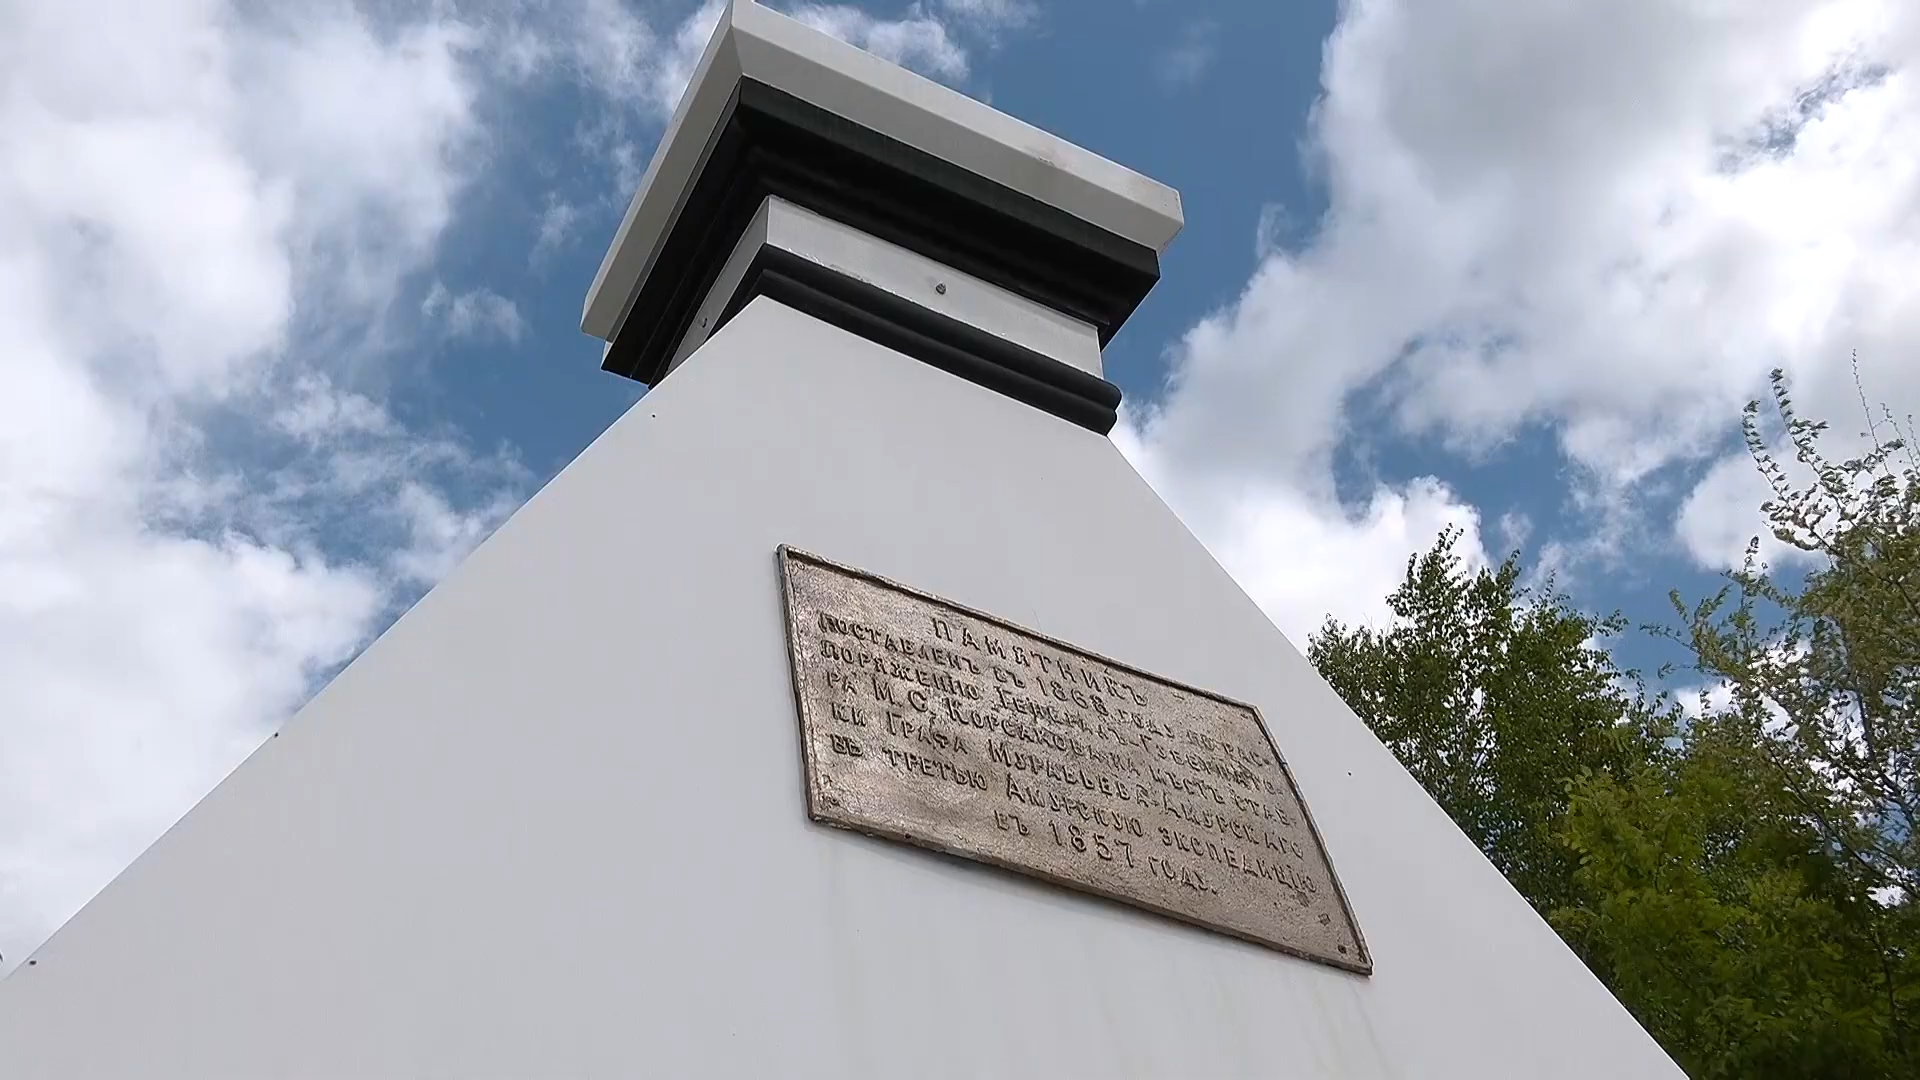 ПАМЯТНИКЪ
ПОСТАВЛЕНЪ ВЪ 1868 ГОДУ ПО РАС-
ПОРЯЖЕНІЮ ГЕНЕРАЛЪ-ГУБЕРНАТО-
РА М.С. КОРСАКОВА НА МѢСТѢ СТАВ-
КИ ГРАФА МУРАВЬЕВА-АМУРСКАГО
ВЪ ТРЕТЬЮ АМУРСКУЮ ЭКСПЕДИЦІЮ
ВЪ 1857 ГОДУ.